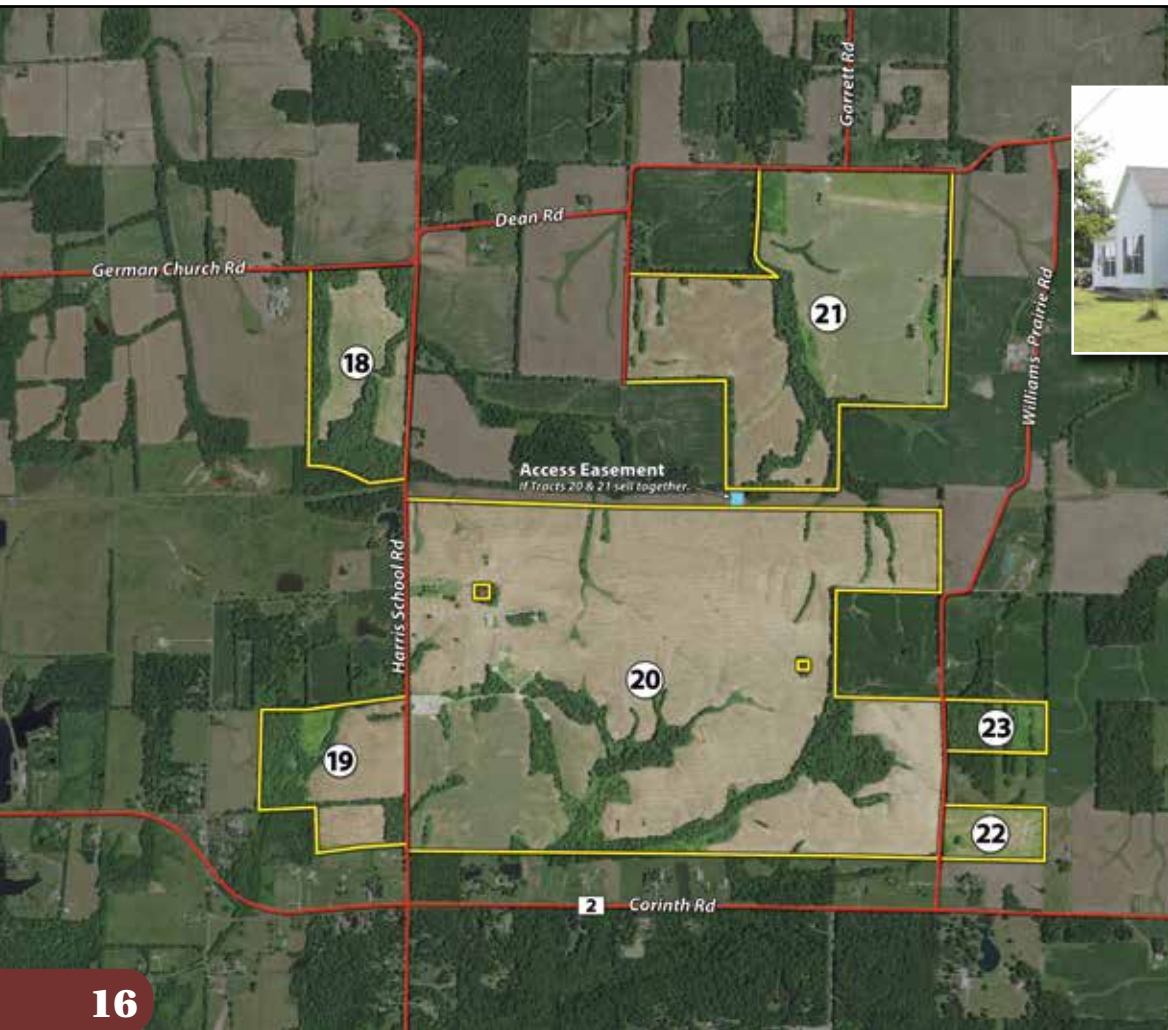 Garrett Rd
Dean Rd
German Church Rd
21
18
Williams Prairie Rd
Access Easement
If Tracts 20 & 21 sell together.
Harris School Rd
20
23
19
22
2 Corinth Rd
16